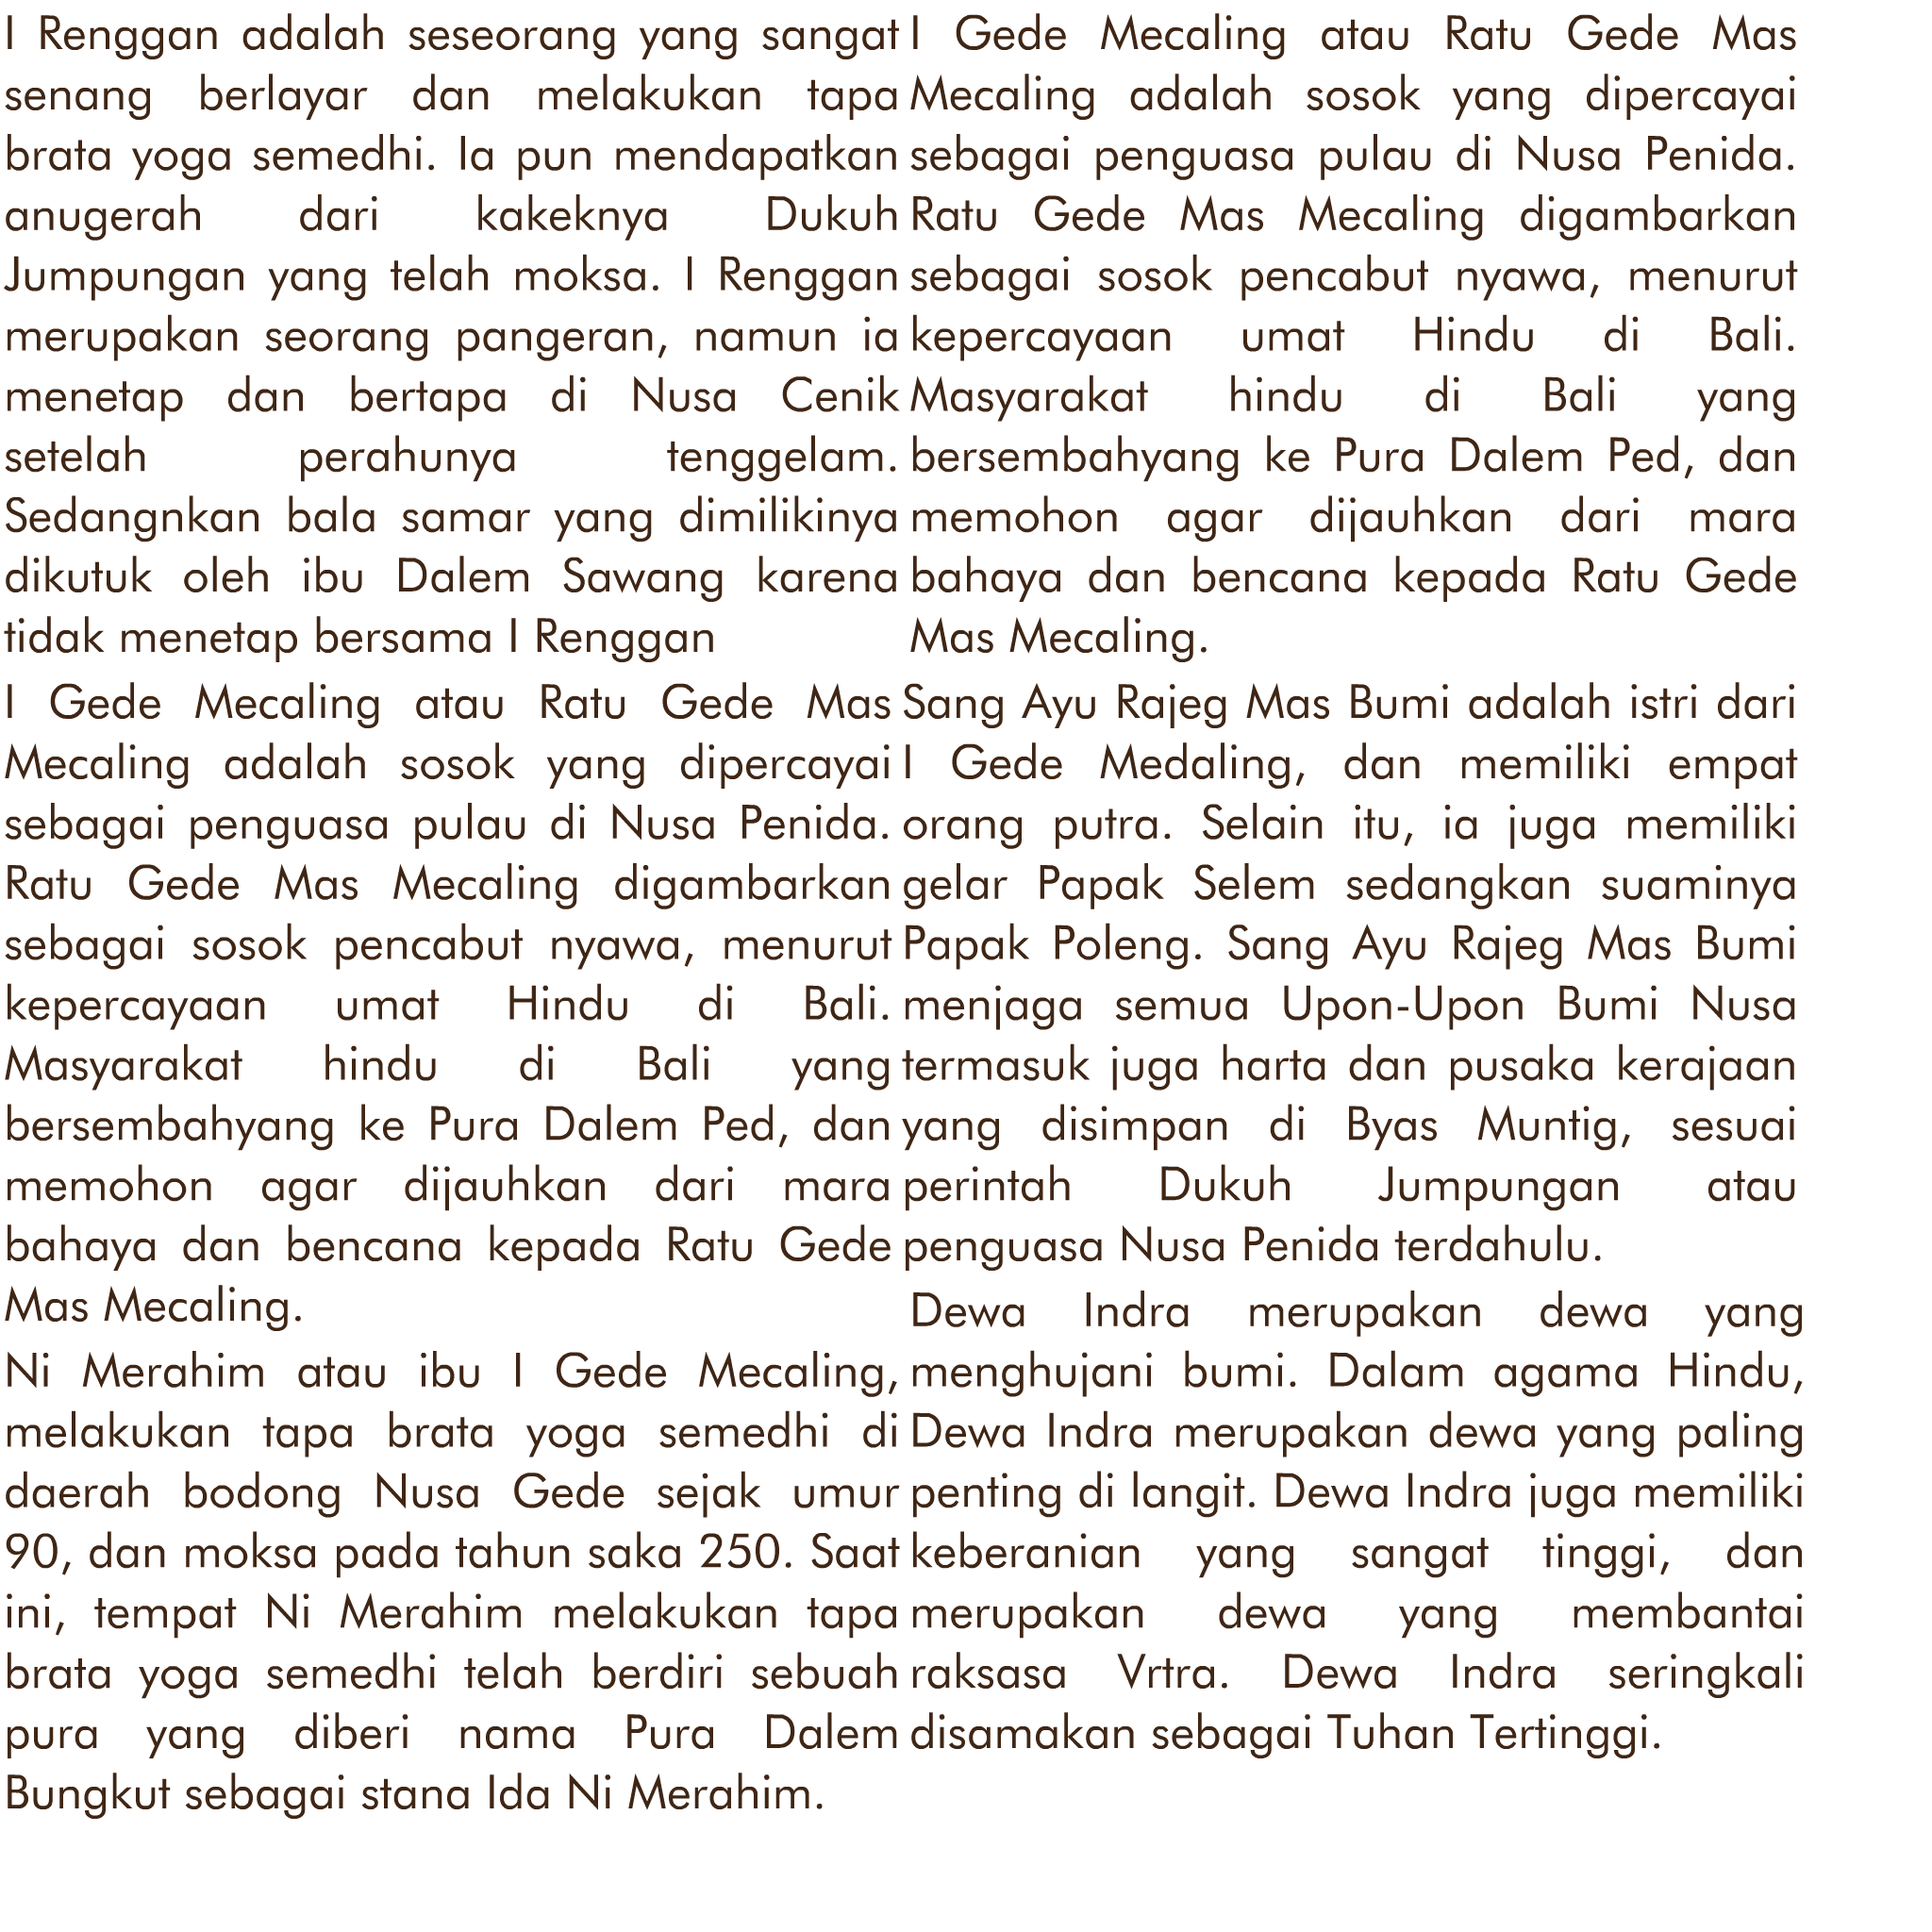 I Renggan adalah seseorang yang sangat
senang berlayar dan melakukan tapa
brata yoga semedhi. Ia pun mendapatkan
anugerah dari kakeknya Dukuh
Jumpungan yang telah moksa. I Renggan
merupakan seorang pangeran, namun ia
menetap dan bertapa di Nusa Cenik
setelah perahunya tenggelam.
Sedangnkan bala samar yang dimilikinya
dikutuk oleh ibu Dalem Sawang karena
tidak menetap bersama I Renggan
I Gede Mecaling atau Ratu Gede Mas
Mecaling adalah sosok yang dipercayai
sebagai penguasa pulau di Nusa Penida.
Ratu Gede Mas Mecaling digambarkan
sebagai sosok pencabut nyawa, menurut
kepercayaan umat Hindu di Bali.
Masyarakat hindu di Bali yang
bersembahyang ke Pura Dalem Ped, dan
memohon agar dijauhkan dari mara
bahaya dan bencana kepada Ratu Gede
Mas Mecaling.
I Gede Mecaling atau Ratu Gede Mas
Mecaling adalah sosok yang dipercayai
sebagai penguasa pulau di Nusa Penida.
Ratu Gede Mas Mecaling digambarkan
sebagai sosok pencabut nyawa, menurut
kepercayaan umat Hindu di Bali.
Masyarakat hindu di Bali yang
bersembahyang ke Pura Dalem Ped, dan
memohon agar dijauhkan dari mara
bahaya dan bencana kepada Ratu Gede
Mas Mecaling.
Sang Ayu Rajeg Mas Bumi adalah istri dari
I Gede Medaling, dan memiliki empat
orang putra. Selain itu, ia juga memiliki
gelar Papak Selem sedangkan suaminya
Papak Poleng. Sang Ayu Rajeg Mas Bumi
menjaga semua Upon-Upon Bumi Nusa
termasuk juga harta dan pusaka kerajaan
yang disimpan di Byas Muntig, sesuai
perintah Dukuh Jumpungan atau
penguasa Nusa Penida terdahulu.
Ni Merahim atau ibu I Gede Mecaling,
melakukan tapa brata yoga semedhi di
daerah bodong Nusa Gede sejak umur
90, dan moksa pada tahun saka 250. Saat
ini, tempat Ni Merahim melakukan tapa
brata yoga semedhi telah berdiri sebuah
pura yang diberi nama Pura Dalem
Bungkut sebagai stana Ida Ni Merahim.
Dewa Indra merupakan dewa yang
menghujani bumi. Dalam agama Hindu,
Dewa Indra merupakan dewa yang paling
penting di langit. Dewa Indra juga memiliki
keberanian yang sangat tinggi, dan
merupakan dewa yang membantai
raksasa Vrtra. Dewa Indra seringkali
disamakan sebagai Tuhan Tertinggi.